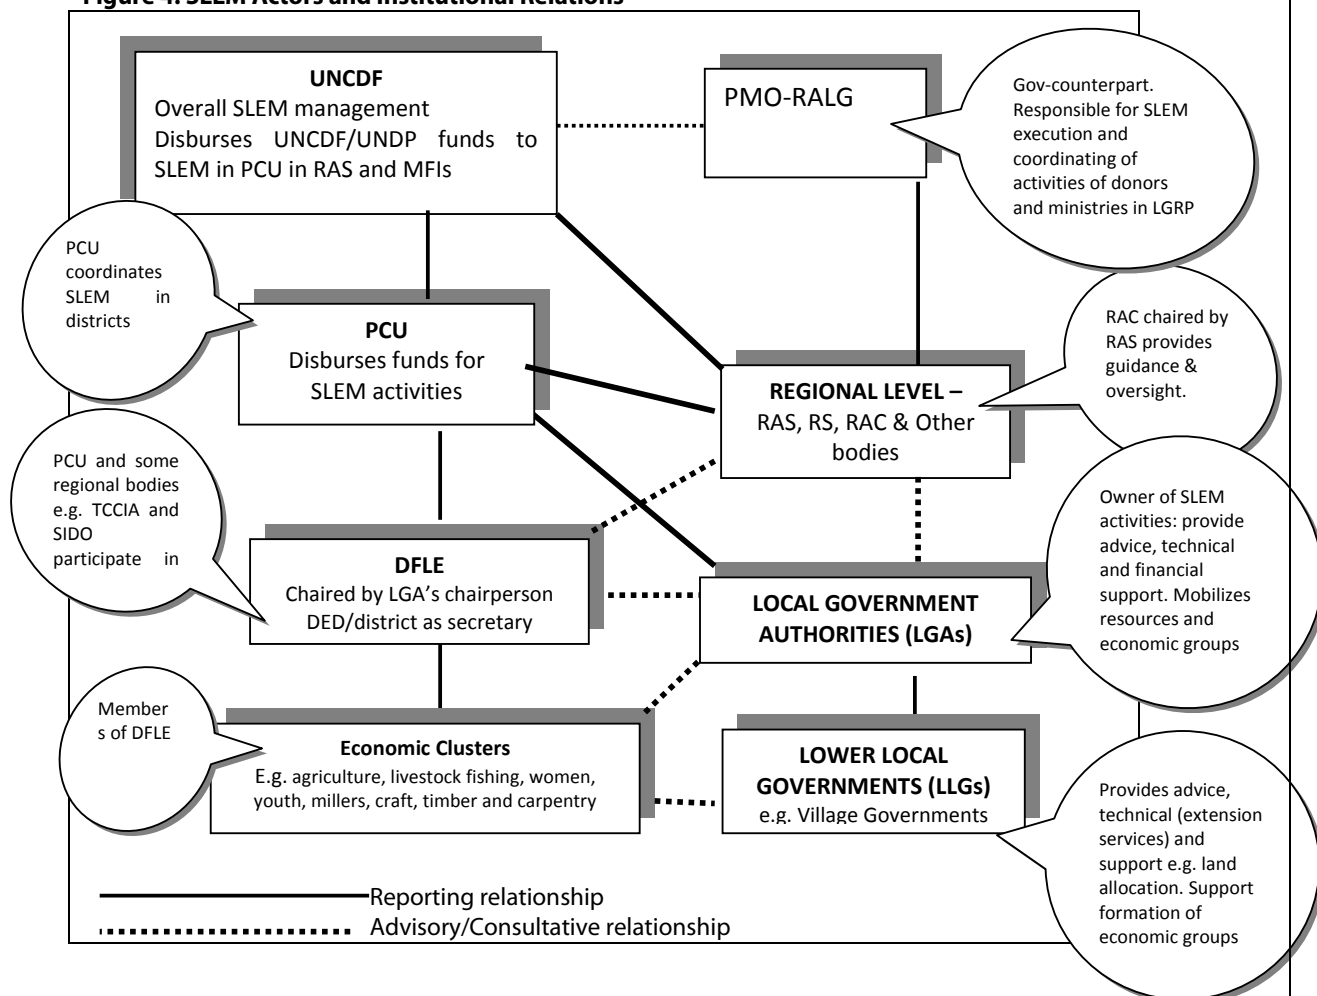 Figure 4: SLEM Actors and Institutional Relations
UNCDF
Overall SLEM management
Disburses UNCDF/UNDP funds to
SLEM in PCU in RAS and MFIs
PMO-RALG
Gov-counterpart.
Responsible for SLEM
execution and
coordinating of
activities of donors
and ministries in LGRP
PCU
coordinates
SLEM in
districts
PCU
Disburses funds for
SLEM activities
REGIONAL LEVEL –
RAS, RS, RAC & Other
bodies
RAC chaired by
RAS provides
guidance &
oversight.
PCU and some
regional bodies
e.g. TCCIA and
SIDO
participate in
DFLE
Chaired by LGA’s chairperson
DED/district as secretary
LOCAL GOVERNMENT
AUTHORITIES (LGAs)
Owner of SLEM
activities: provide
advice, technical
and financial
support. Mobilizes
resources and
economic groups
Member
s of DFLE
Economic Clusters
E.g. agriculture, livestock fishing, women,
youth, millers, craft, timber and carpentry
LOWER LOCAL
GOVERNMENTS (LLGs)
e.g. Village Governments
Provides advice,
technical (extension
services) and
support e.g. land
allocation. Support
formation of
economic groups
Reporting relationship
Advisory/Consultative relationship